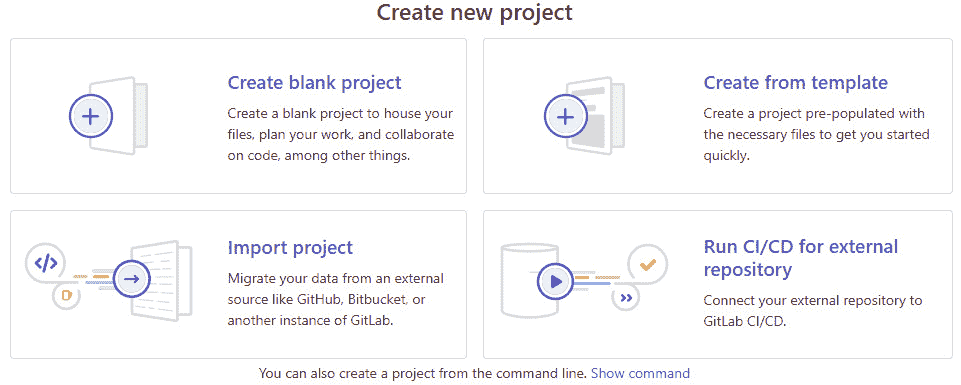 Create new project
Create blank project
Create a blank project to house your
files, plan your work, and collaborate
on code, among other things.
Create from template
Create a project pre-populated with
the necessary files to get you started
quickly.
Import project
Migrate your data from an external
source like GitHub, Bitbucket, or
another instance of GitLab.
Run CI/CD for external
repository
Connect your external repository to
GitLab CI/CD.
You can also create a project from the command line. Show command